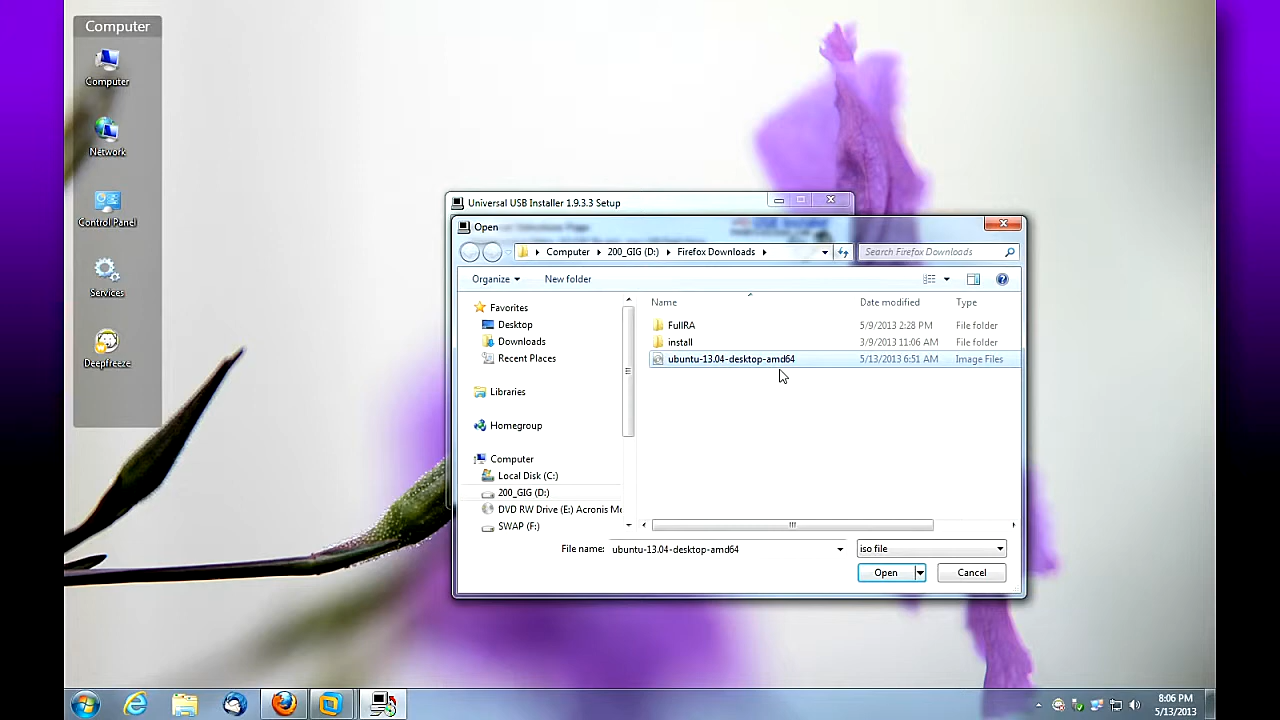 Computer
Computer
Network
Control Panel
Services
Deepfreeze
Universal USB Installer 1.9.3.3 Setup
Open
Computer
200_GIG (D:)
Firefox Downloads
Search Firefox Downloads
Organize
New folder
Name
Date modified
Type
Favorites
Desktop
Downloads
Recent Places
Libraries
Homegroup
Computer
Local Disk (C:)
200_GIG (D:)
DVD RW Drive (E:) Acronis Me
SWAP (F:)
FullRA
5/9/2013 2:28 PM
File folder
install
3/9/2013 11:06 AM
File folder
ubuntu-13.04-desktop-amd64
5/13/2013 6:51 AM
Image Files
File name:
ubuntu-13.04-desktop-amd64
iso file
Open
Cancel
8:06 PM
5/13/2013